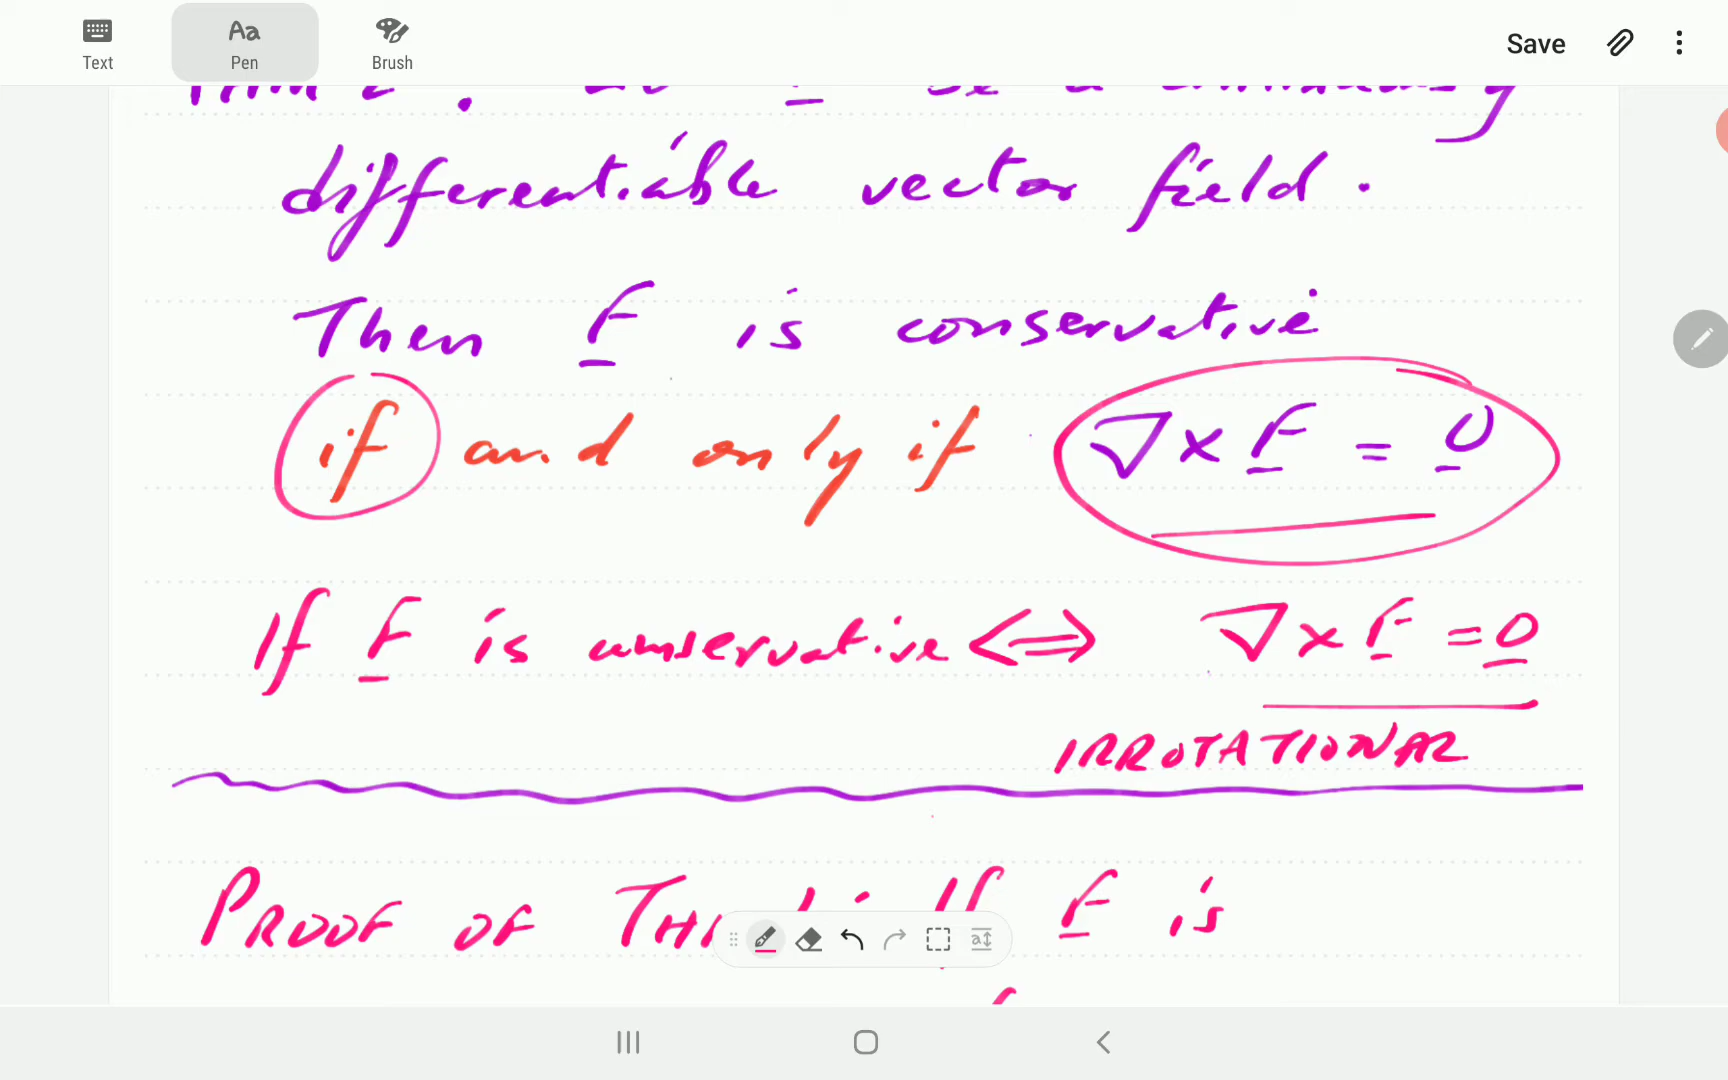 Text Pen Brush Save
differentiable vector field.
Then F is conservative
if and only if ∇ × F = 0
If F is conservative ⇔ ∇ × F = 0
IRROTATIONAL
PROOF OF If F is